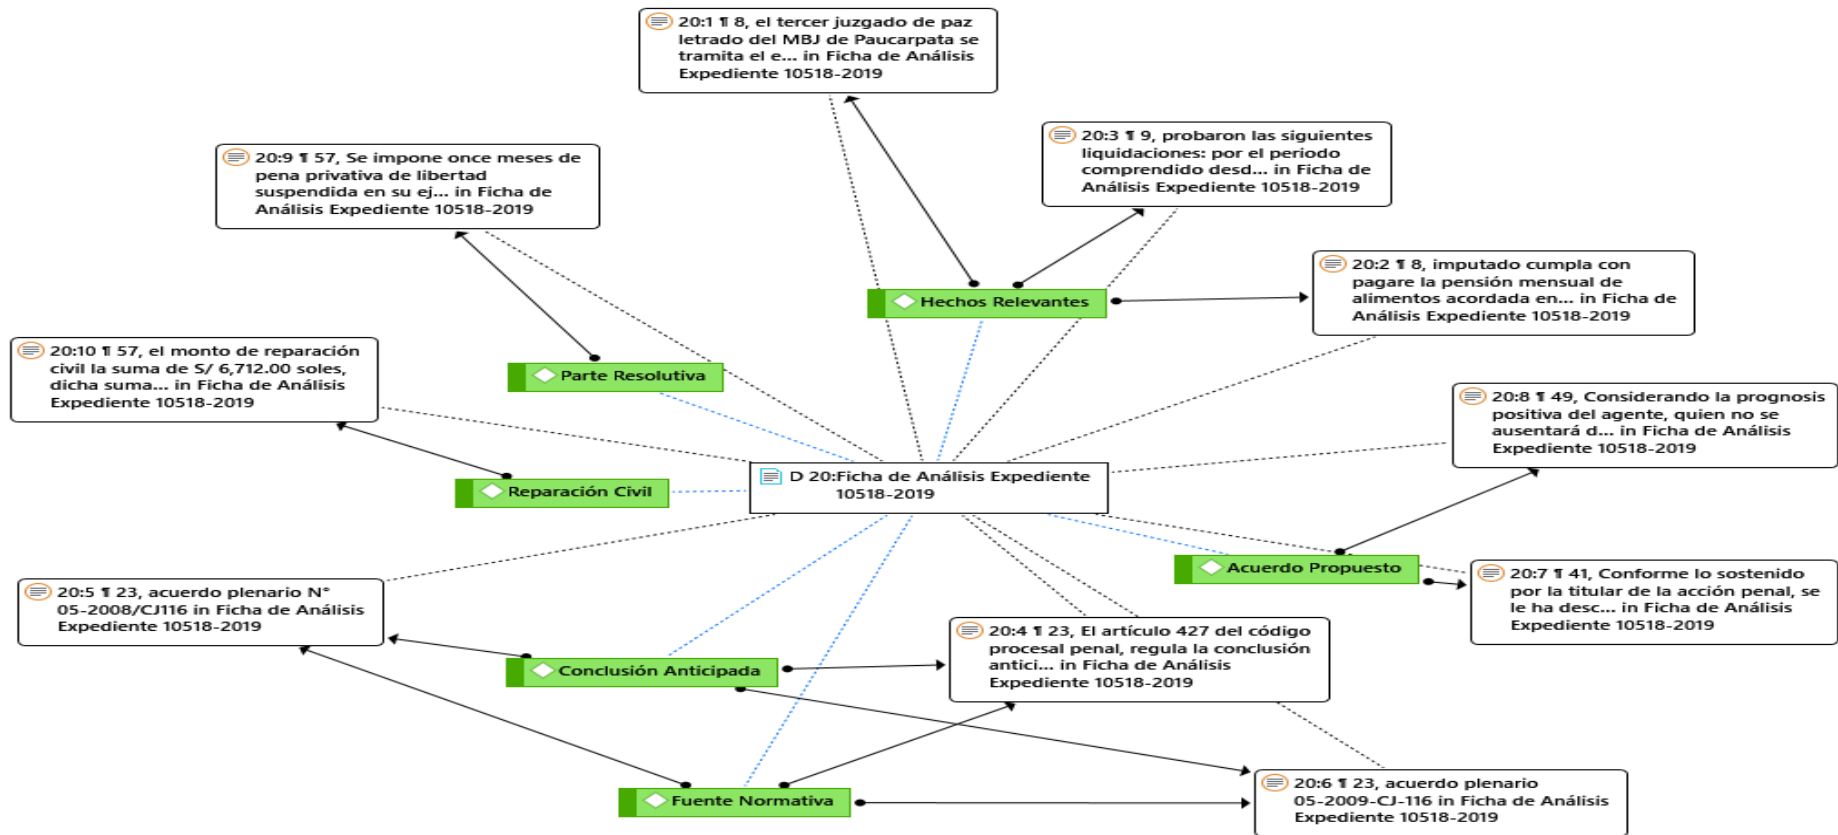 20:1 ¶ 8, el tercer juzgado de paz
letrado del MBJ de Paucarpata se
tramita el e... in Ficha de Análisis
Expediente 10518-2019
20:3 ¶ 9, probaron las siguientes
liquidaciones: por el periodo
comprendido desd... in Ficha de
Análisis Expediente 10518-2019
20:9 ¶ 57, Se impone once meses de
pena privativa de libertad
suspendida en su ej... in Ficha de
Análisis Expediente 10518-2019
20:2 ¶ 8, imputado cumpla con
pagare la pensión mensual de
alimentos acordada en... in Ficha de
Análisis Expediente 10518-2019
Hechos Relevantes
20:10 ¶ 57, el monto de reparación
civil la suma de S/ 6,712.00 soles,
dicha suma... in Ficha de Análisis
Expediente 10518-2019
Parte Resolutiva
20:8 ¶ 49, Considerando la prognosis
positiva del agente, quien no se
ausentará d... in Ficha de Análisis
Expediente 10518-2019
D 20:Ficha de Análisis Expediente
10518-2019
Reparación Civil
Acuerdo Propuesto
20:7 ¶ 41, Conforme lo sostenido
por la titular de la acción penal, se
le ha desc... in Ficha de Análisis
Expediente 10518-2019
20:5 ¶ 23, acuerdo plenario N°
05-2008/CJ116 in Ficha de Análisis
Expediente 10518-2019
20:4 ¶ 23, El artículo 427 del código
procesal penal, regula la conclusión
antici... in Ficha de Análisis
Expediente 10518-2019
Conclusión Anticipada
Fuente Normativa
20:6 ¶ 23, acuerdo plenario
05-2009-CJ-116 in Ficha de Análisis
Expediente 10518-2019